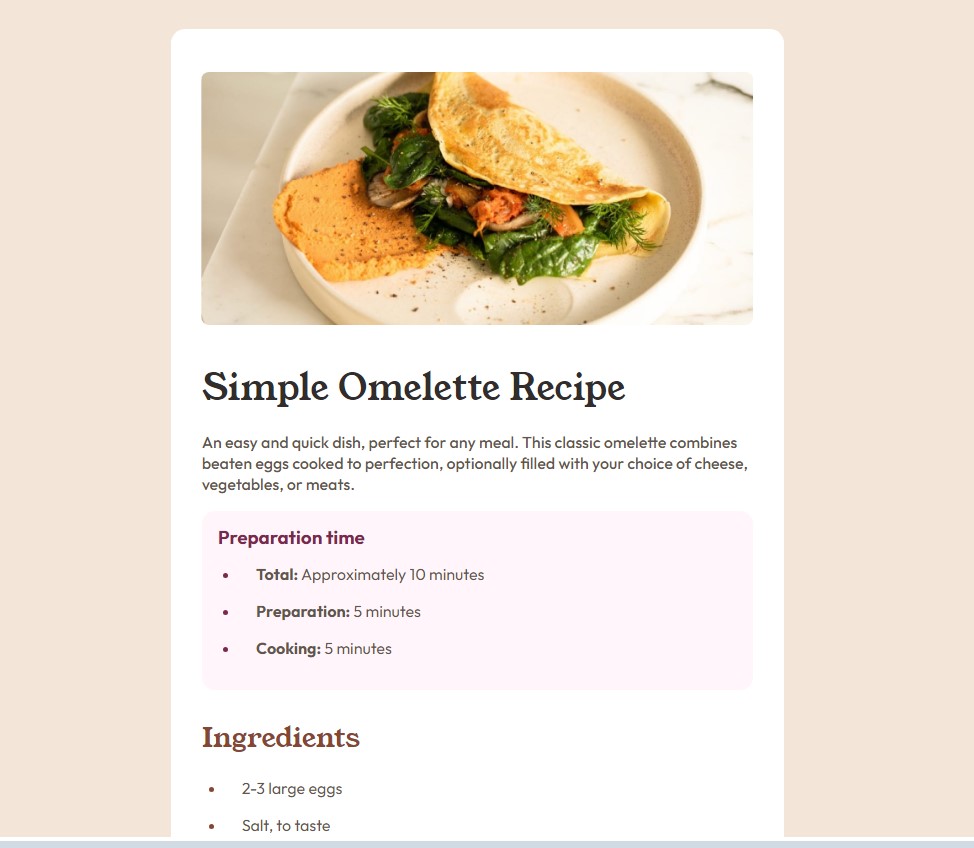 Simple Omelette Recipe
An easy and quick dish, perfect for any meal. This classic omelette combines
beaten eggs cooked to perfection, optionally filled with your choice of cheese,
vegetables, or meats.
Preparation time
• Total: Approximately 10 minutes
• Preparation: 5 minutes
• Cooking: 5 minutes
Ingredients
• 2-3 large eggs
• Salt, to taste